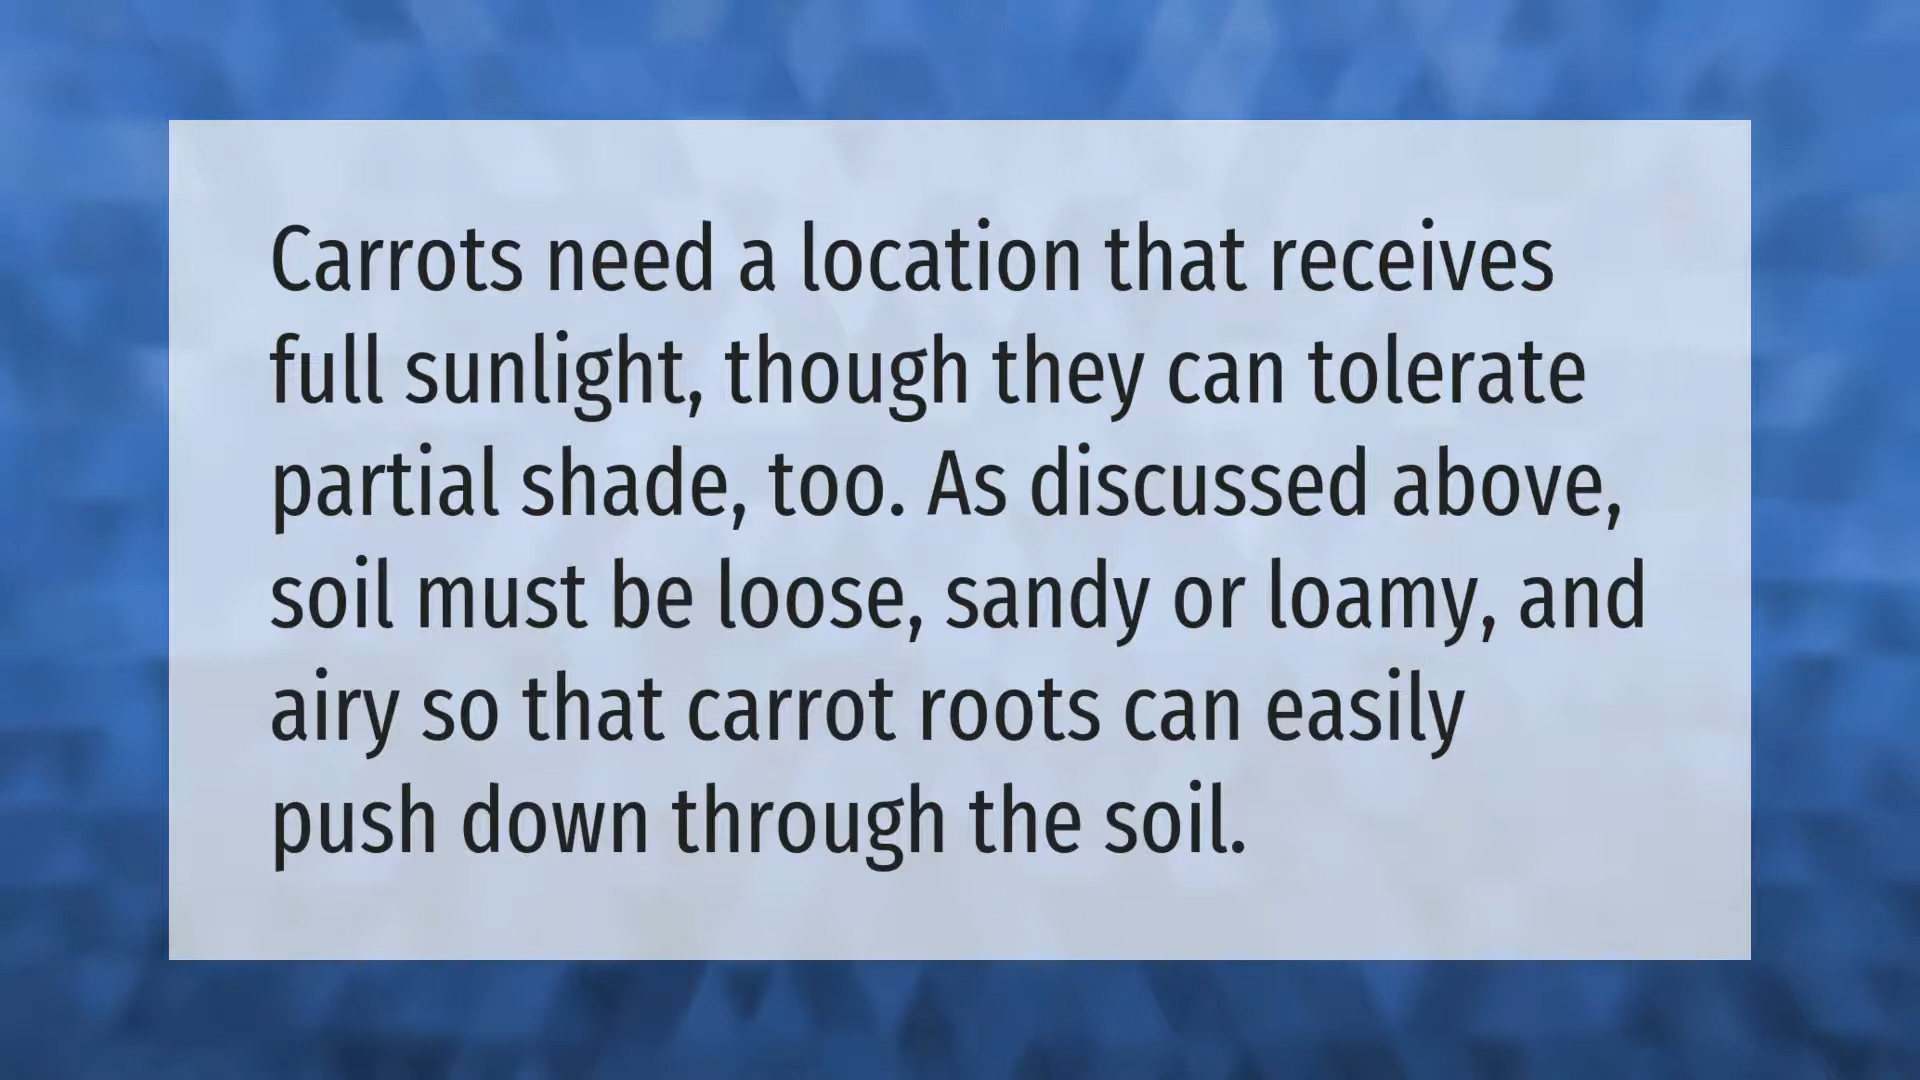 Carrots need a location that receives
full sunlight, though they can tolerate
partial shade, too. As discussed above,
soil must be loose, sandy or loamy, and
airy so that carrot roots can easily
push down through the soil.